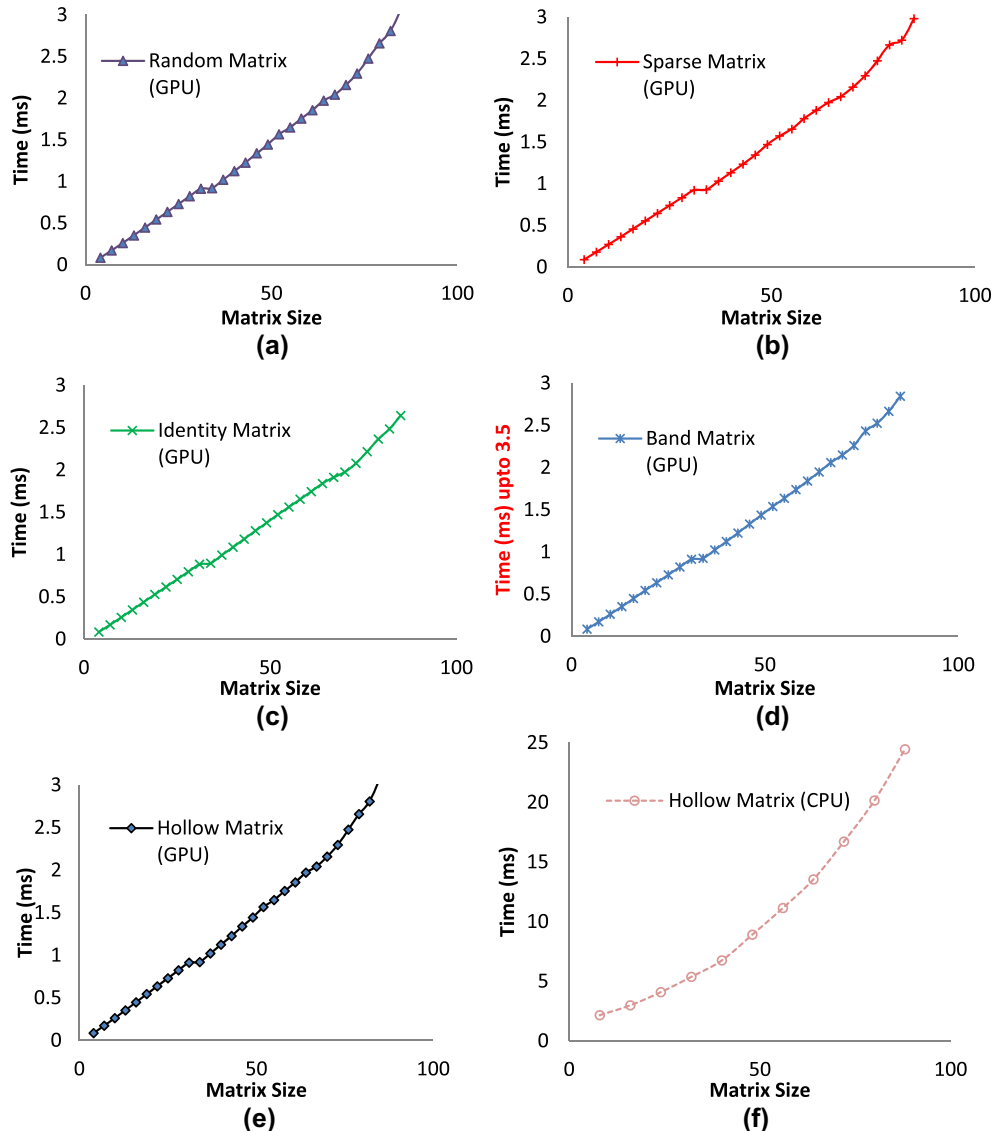 3
2.5
2
1.5
1
0.5
0
Time (ms)
Random Matrix
(GPU)
0
50
100
Matrix Size
(a)
3
2.5
2
1.5
1
0.5
0
Time (ms)
Sparse Matrix
(GPU)
0
50
100
Matrix Size
(b)
3
2.5
2
1.5
1
0.5
0
Time (ms)
Identity Matrix
(GPU)
0
50
100
Matrix Size
(c)
3
2.5
2
1.5
1
0.5
0
Time (ms) upto 3.5
Band Matrix
(GPU)
0
50
100
Matrix Size
(d)
3
2.5
2
1.5
1
0.5
0
Time (ms)
Hollow Matrix
(GPU)
0
50
100
Matrix Size
(e)
25
20
15
10
5
0
Time (ms)
Hollow Matrix (CPU)
0
50
100
Matrix Size
(f)